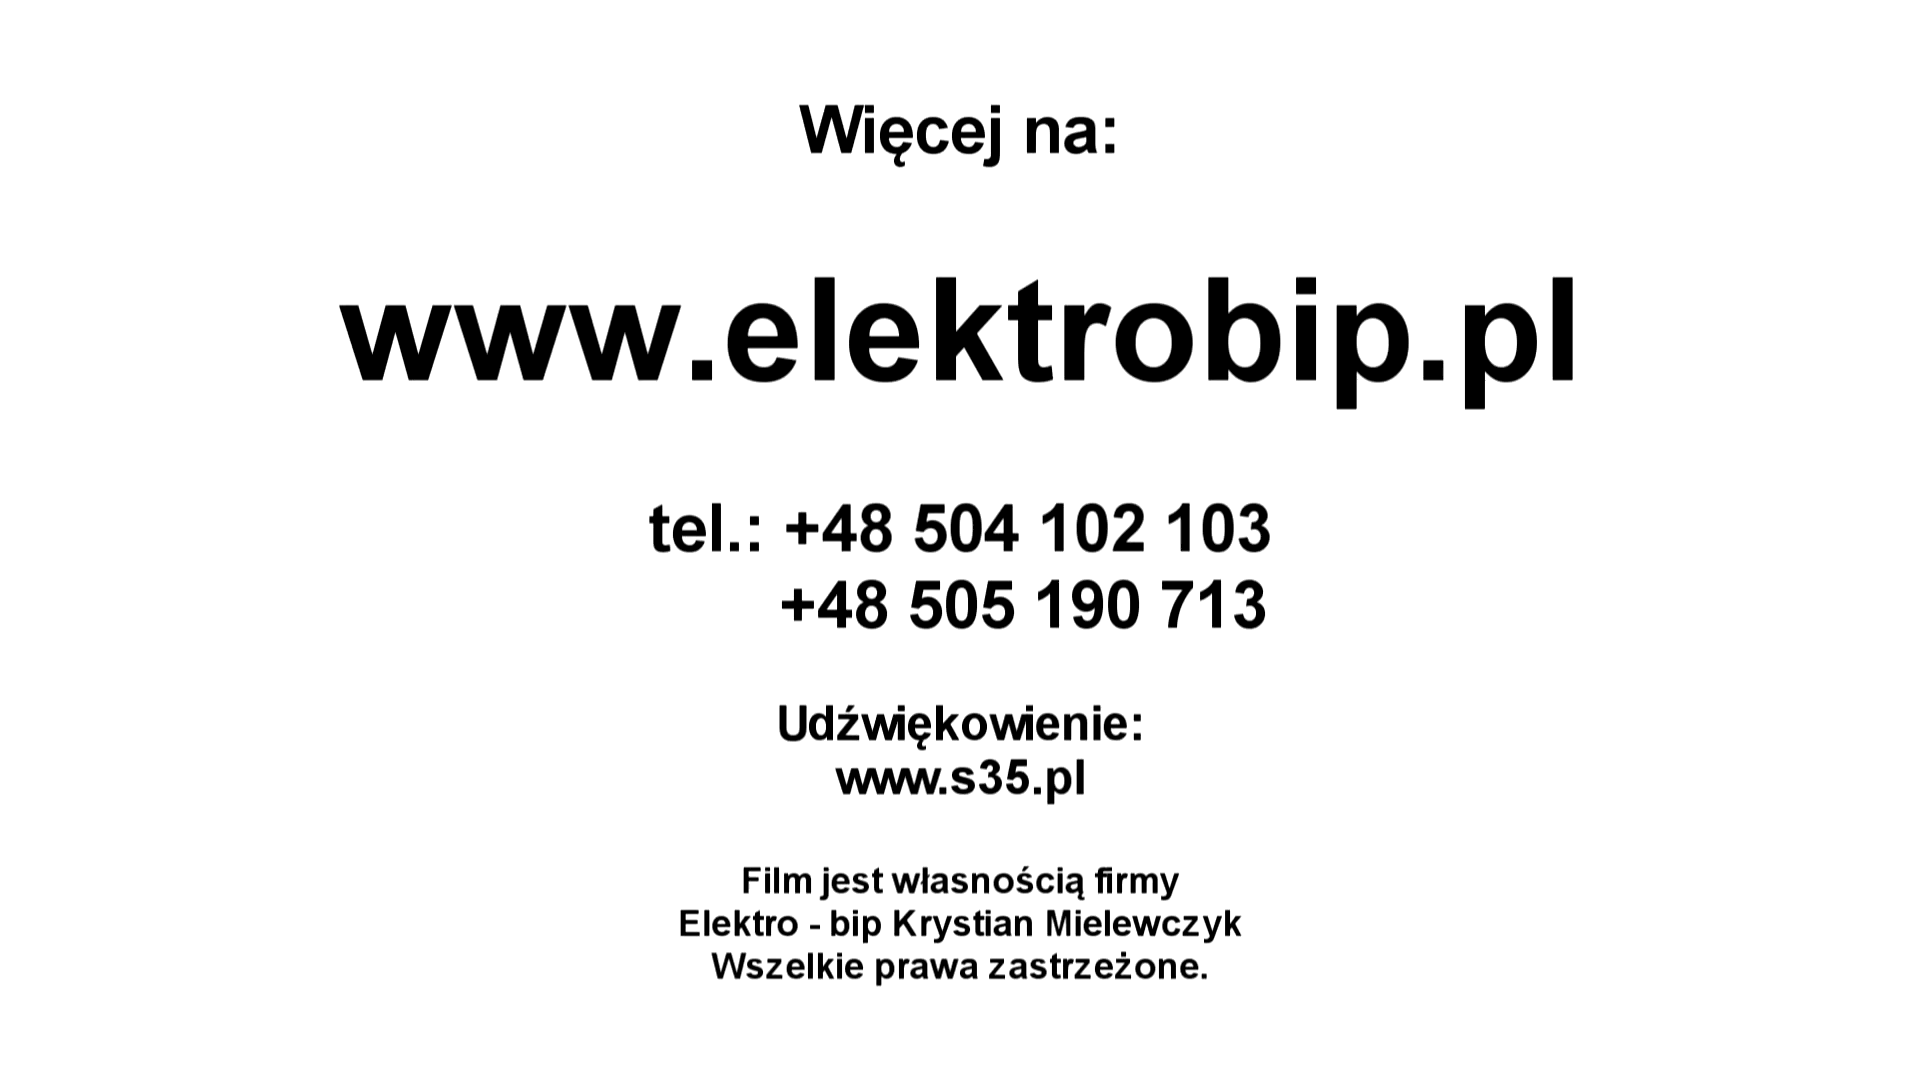 Więcej na:
www.elektrobip.pl
tel.: +48 504 102 103
+48 505 190 713
Udźwiękowienie:
www.s35.pl
Film jest własnością firmy
Elektro - bip Krystian Mielewczyk
Wszelkie prawa zastrzeżone.